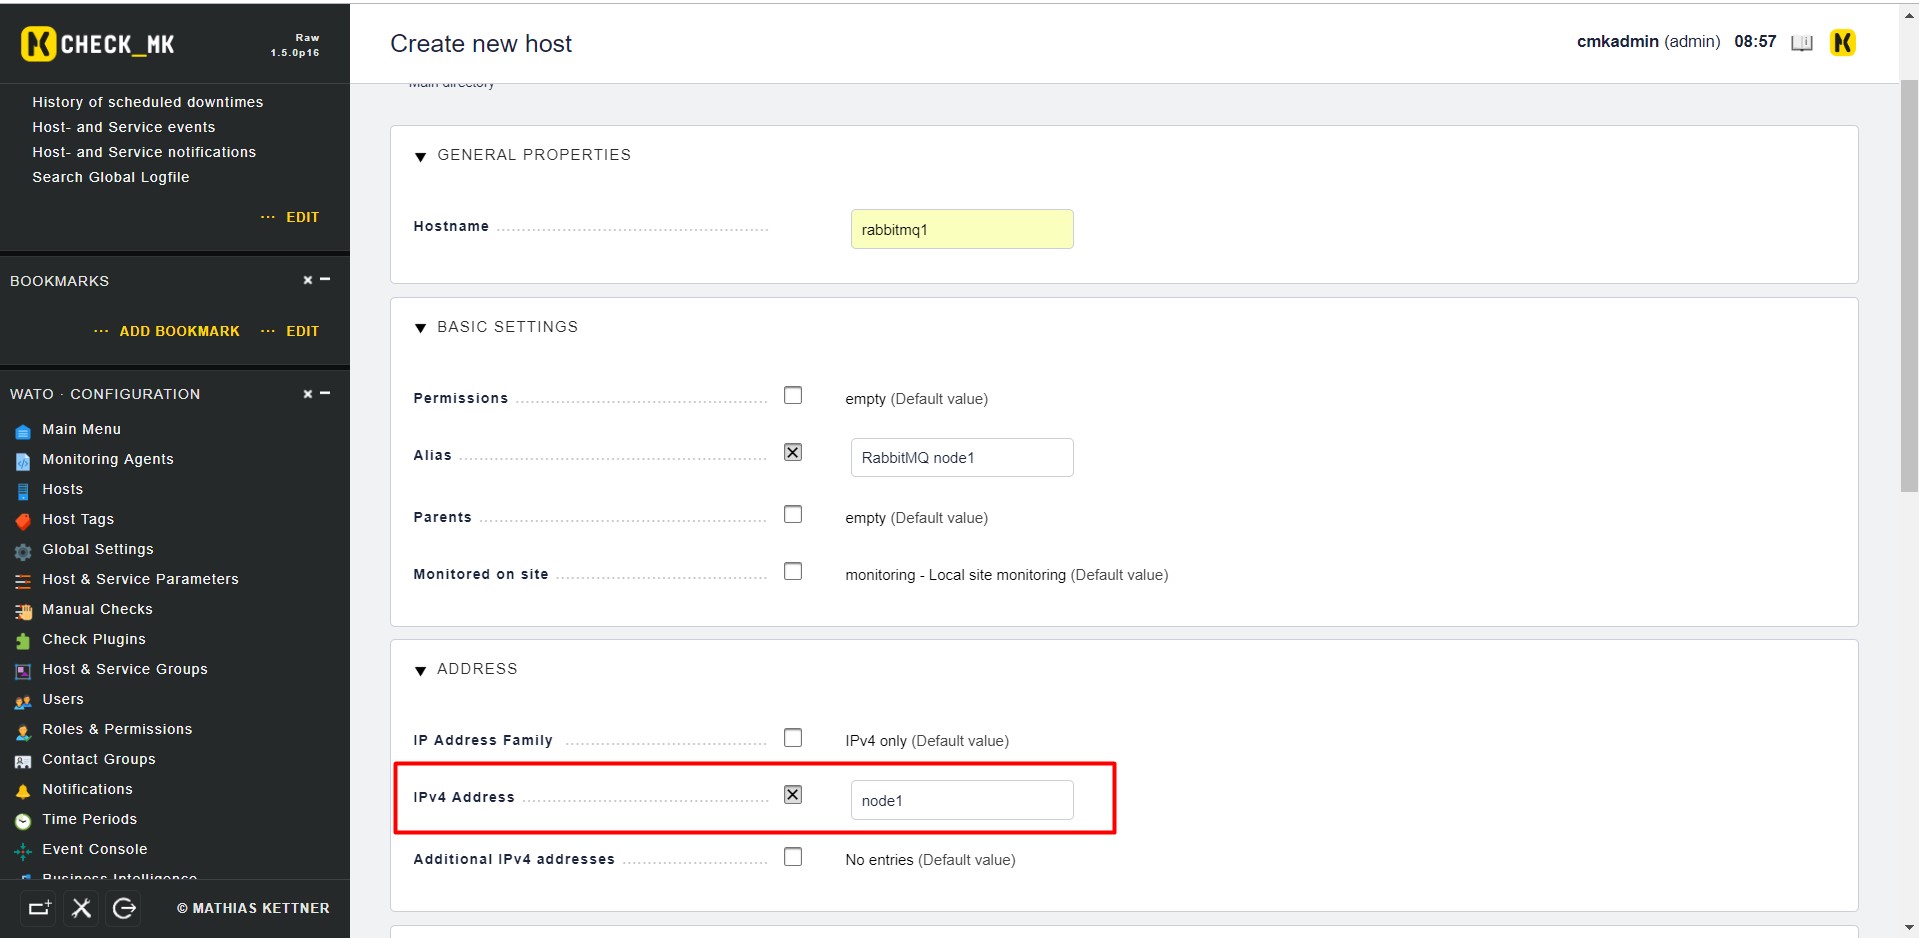 CHECK_MK
Raw
1.5.0p16
Create new host
cmkadmin (admin) 08:57
History of scheduled downtimes
Host- and Service events
Host- and Service notifications
Search Global Logfile
··· EDIT
BOOKMARKS
··· ADD BOOKMARK ··· EDIT
WATO · CONFIGURATION
Main Menu
Monitoring Agents
Hosts
Host Tags
Global Settings
Host & Service Parameters
Manual Checks
Check Plugins
Host & Service Groups
Users
Roles & Permissions
Contact Groups
Notifications
Time Periods
Event Console
Business Intelligence
© MATHIAS KETTNER
Main directory
GENERAL PROPERTIES
Hostname rabbitmq1
BASIC SETTINGS
Permissions empty (Default value)
Alias RabbitMQ node1
Parents empty (Default value)
Monitored on site monitoring - Local site monitoring (Default value)
ADDRESS
IP Address Family IPv4 only (Default value)
IPv4 Address node1
Additional IPv4 addresses No entries (Default value)